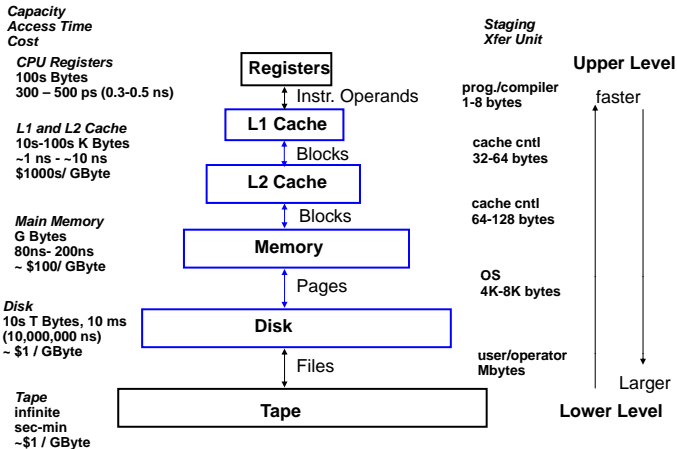 Capacity
Access Time
Cost
Staging
Xfer Unit
CPU Registers
100s Bytes
300 – 500 ps (0.3-0.5 ns)
Registers
Upper Level
Instr. Operands
prog./compiler
1-8 bytes
faster
L1 and L2 Cache
10s-100s K Bytes
~1 ns - ~10 ns
$1000s/ GByte
L1 Cache
Blocks
cache cntl
32-64 bytes
L2 Cache
Blocks
cache cntl
64-128 bytes
Main Memory
G Bytes
80ns- 200ns
~ $100/ GByte
Memory
Pages
OS
4K-8K bytes
Disk
10s T Bytes, 10 ms
(10,000,000 ns)
~ $1 / GByte
Disk
Files
user/operator
Mbytes
Larger
Tape
infinite
sec-min
~$1 / GByte
Tape
Lower Level